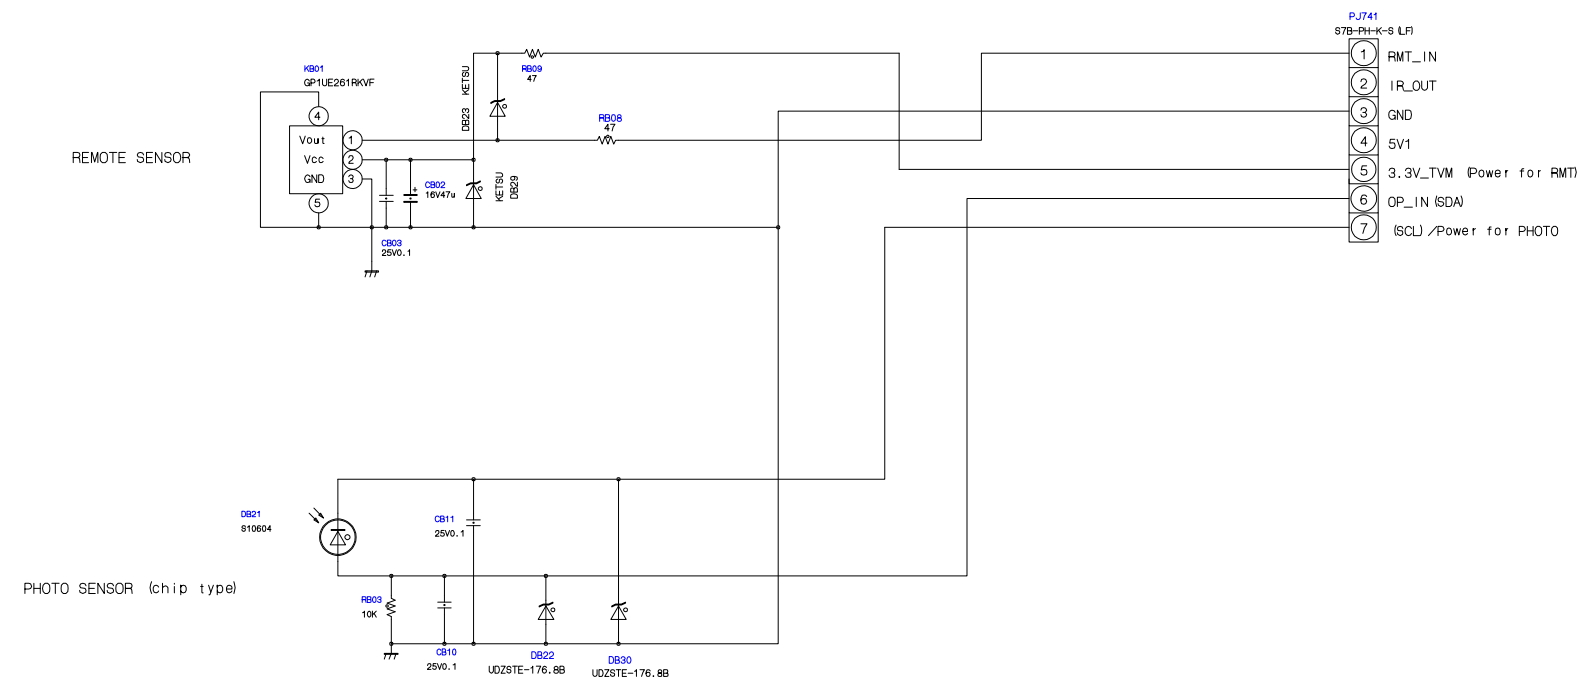 PJ741
S7B-PH-K-S (LF)
1 RMT_IN
2 IR_OUT
3 GND
4 5V1
5 3.3V_TVM (Power for RMT)
6 OP_IN (SDA)
7 (SCL) /Power for PHOTO
KB01
GP1UE261RKVF
4
Vout 1
Vcc 2
GND 3
5
REMOTE SENSOR
DB23 KETSU
RB09
47
RB08
47
CB02
+
16V47u
KETSU
DB29
CB03
25V0.1
DB21
S10604
CB11
25V0.1
PHOTO SENSOR (chip type)
RB03
10K
CB10
25V0.1
DB22
UDZSTE-176.8B
DB30
UDZSTE-176.8B